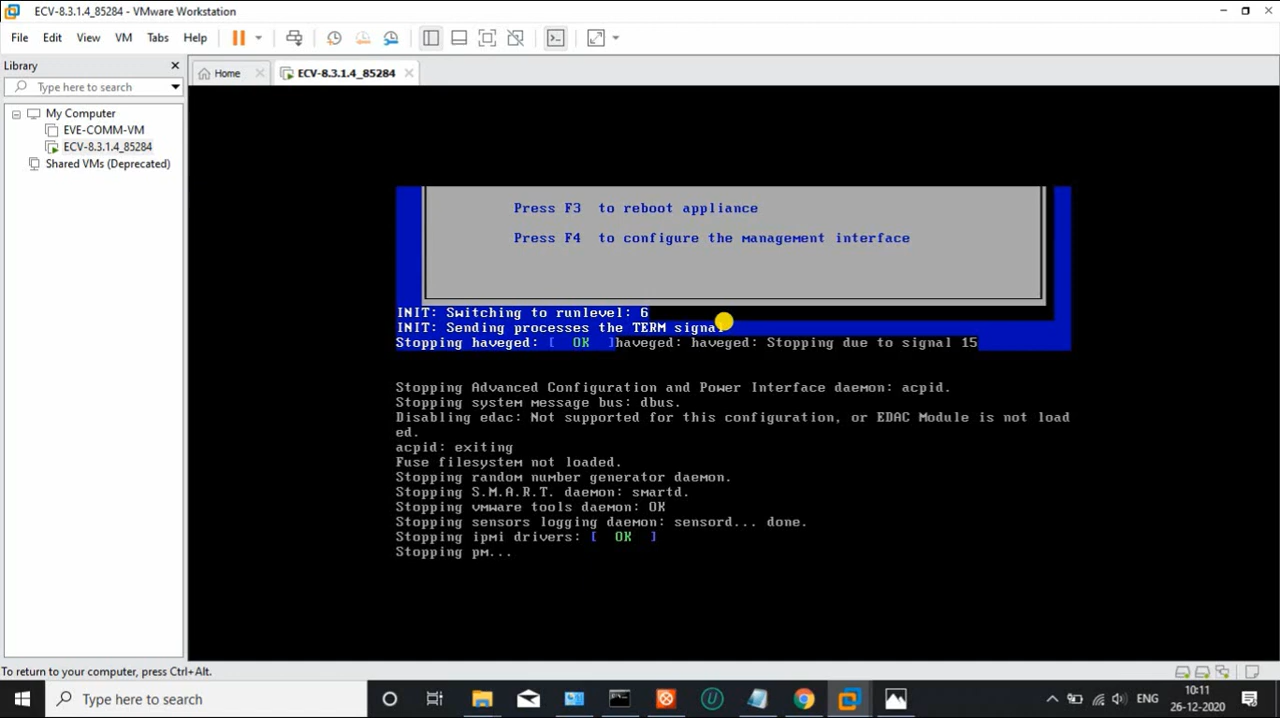 ECV-8.3.1.4_85284 - VMware Workstation
File Edit View VM Tabs Help
Library
Home
ECV-8.3.1.4_85284
Type here to search
My Computer
EVE-COMM-VM
ECV-8.3.1.4_85284
Shared VMs (Deprecated)
Press F3 to reboot appliance
Press F4 to configure the management interface
INIT: Switching to runlevel: 6
INIT: Sending processes the TERM signal
Stopping haveged: [ OK ]haveged: haveged: Stopping due to signal 15
Stopping Advanced Configuration and Power Interface daemon: acpid.
Stopping system message bus: dbus.
Disabling edac: Not supported for this configuration, or EDAC Module is not load
ed.
acpid: exiting
Fuse filesystem not loaded.
Stopping random number generator daemon.
Stopping S.M.A.R.T. daemon: smartd.
Stopping vmware tools daemon: OK
Stopping sensors logging daemon: sensord... done.
Stopping ipmi drivers: [ OK ]
Stopping pm...
To return to your computer, press Ctrl+Alt.
Type here to search
ENG
10:11
26-12-2020